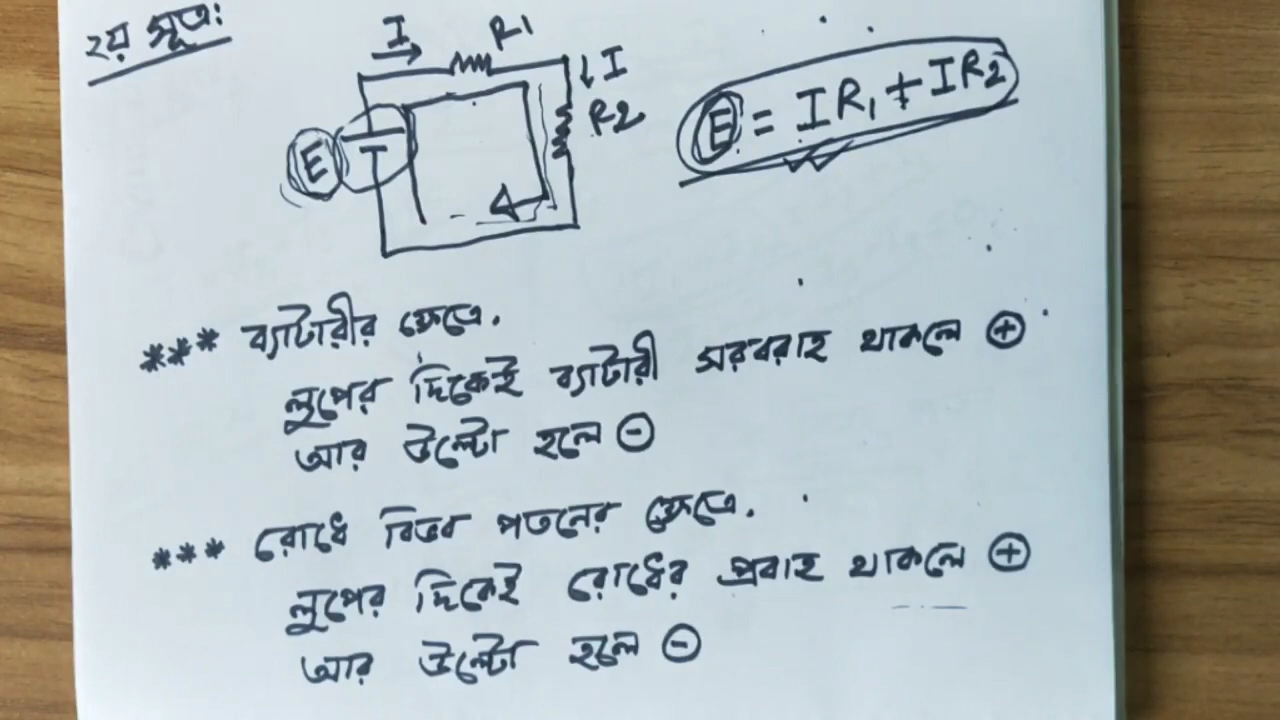 ২য় সূত্র:
I R1
I
R2
E
E = IR1 + IR2
*** ব্যাটারীর ক্ষেত্রে.
লুপের দিকেই ব্যাটারী সরবরাহ থাকলে +
আর উল্টো হলে -
*** রোধে বিভব পতনের ক্ষেত্রে.
লুপের দিকেই রোধের প্রবাহ থাকলে +
আর উল্টো হলে -